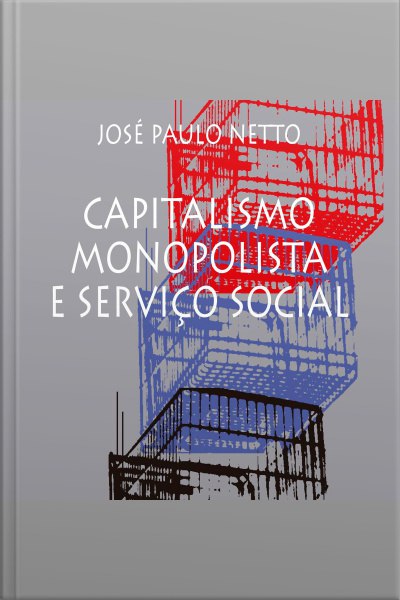 JOSÉ PAULO NETTO
CAPITALISMO
MONOPOLISTA
E SERVIÇO SOCIAL